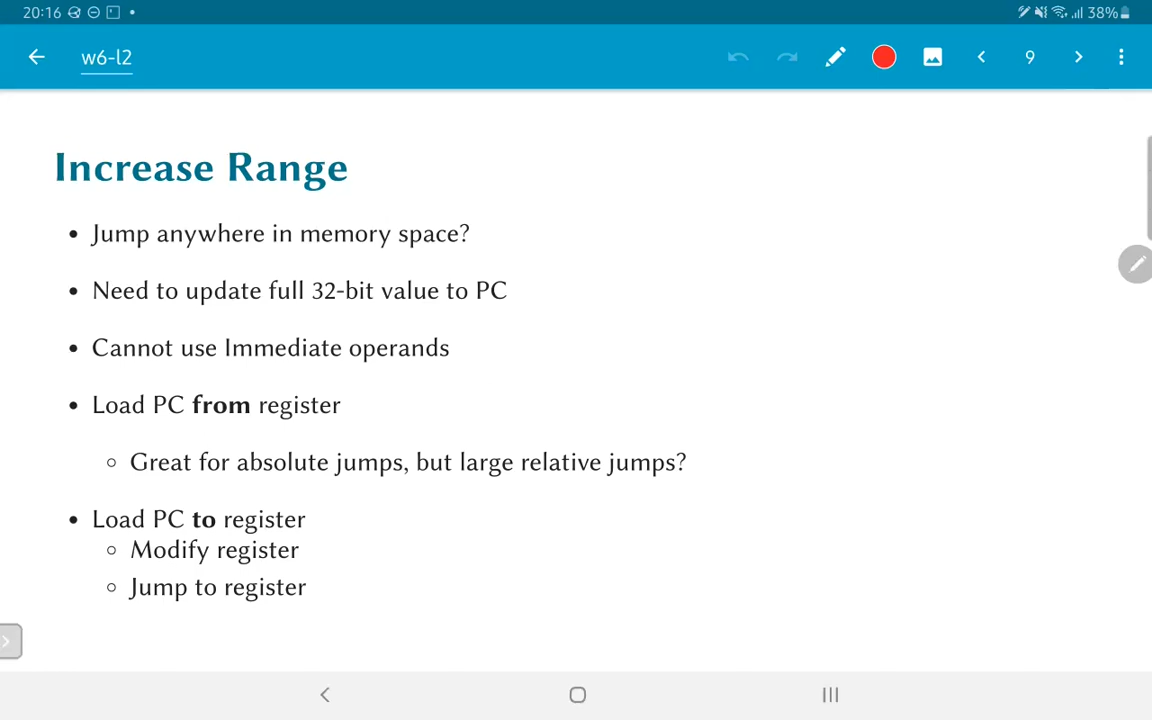 20:16
38%
w6-l2
9
Increase Range
• Jump anywhere in memory space?
• Need to update full 32-bit value to PC
• Cannot use Immediate operands
• Load PC from register
◦ Great for absolute jumps, but large relative jumps?
• Load PC to register
◦ Modify register
◦ Jump to register